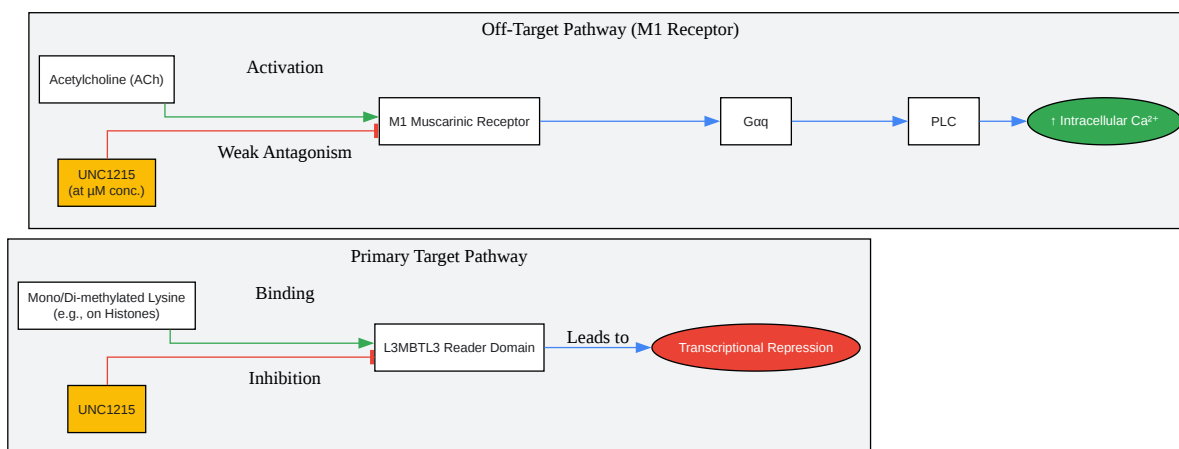 Off-Target Pathway (M1 Receptor)
Acetylcholine (ACh)
Activation
M1 Muscarinic Receptor
Gαq
PLC
↑ Intracellular Ca²⁺
Weak Antagonism
UNC1215
(at µM conc.)
Primary Target Pathway
Mono/Di-methylated Lysine
(e.g., on Histones)
Binding
L3MBTL3 Reader Domain
Leads to
Transcriptional Repression
Inhibition
UNC1215